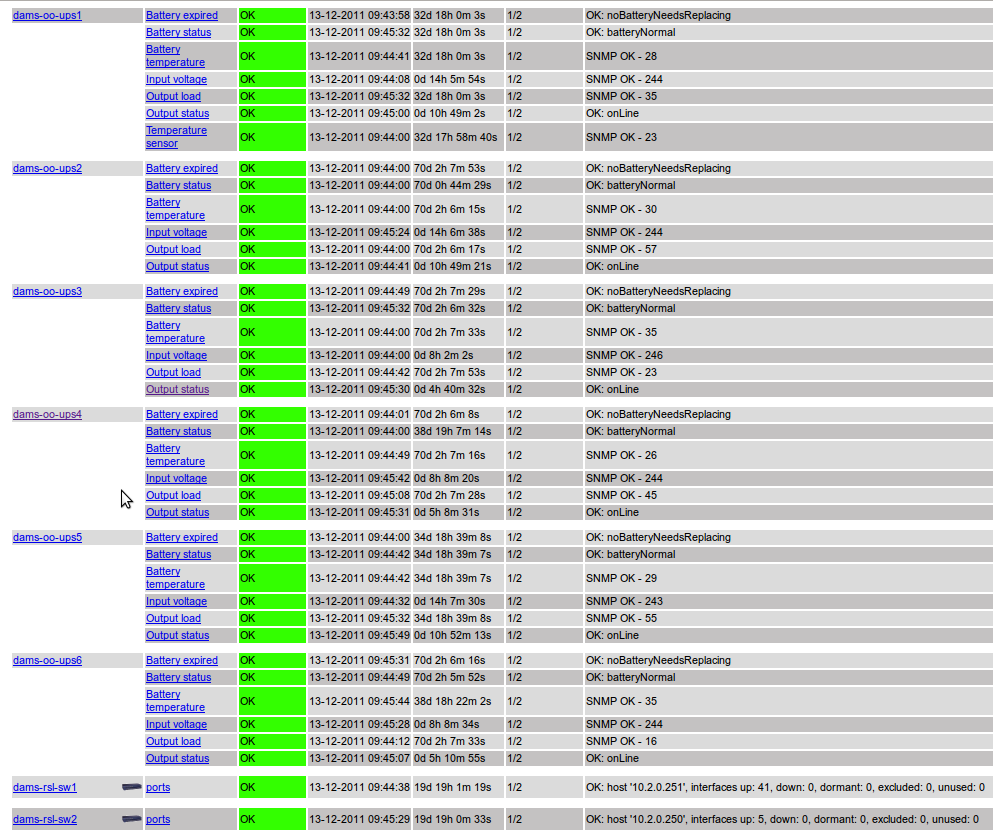 dams-oo-ups1 Battery expired OK 13-12-2011 09:43:58 32d 18h 0m 3s 1/2 OK: noBatteryNeedsReplacing
Battery status OK 13-12-2011 09:45:32 32d 18h 0m 3s 1/2 OK: batteryNormal
Battery temperature OK 13-12-2011 09:44:41 32d 18h 0m 3s 1/2 SNMP OK - 28
Input voltage OK 13-12-2011 09:44:08 0d 14h 5m 54s 1/2 SNMP OK - 244
Output load OK 13-12-2011 09:45:32 32d 18h 0m 3s 1/2 SNMP OK - 35
Output status OK 13-12-2011 09:45:00 0d 10h 49m 2s 1/2 OK: onLine
Temperature sensor OK 13-12-2011 09:44:00 32d 17h 58m 40s 1/2 SNMP OK - 23
dams-oo-ups2 Battery expired OK 13-12-2011 09:44:00 70d 2h 7m 53s 1/2 OK: noBatteryNeedsReplacing
Battery status OK 13-12-2011 09:44:00 70d 0h 44m 29s 1/2 OK: batteryNormal
Battery temperature OK 13-12-2011 09:44:00 70d 2h 6m 15s 1/2 SNMP OK - 30
Input voltage OK 13-12-2011 09:45:24 0d 14h 6m 38s 1/2 SNMP OK - 244
Output load OK 13-12-2011 09:44:00 70d 2h 6m 17s 1/2 SNMP OK - 57
Output status OK 13-12-2011 09:44:41 0d 10h 49m 21s 1/2 OK: onLine
dams-oo-ups3 Battery expired OK 13-12-2011 09:44:49 70d 2h 7m 29s 1/2 OK: noBatteryNeedsReplacing
Battery status OK 13-12-2011 09:45:32 70d 2h 6m 32s 1/2 OK: batteryNormal
Battery temperature OK 13-12-2011 09:44:00 70d 2h 7m 33s 1/2 SNMP OK - 35
Input voltage OK 13-12-2011 09:44:00 0d 8h 2m 2s 1/2 SNMP OK - 246
Output load OK 13-12-2011 09:44:42 70d 2h 7m 53s 1/2 SNMP OK - 23
Output status OK 13-12-2011 09:45:30 0d 4h 40m 32s 1/2 OK: onLine
dams-oo-ups4 Battery expired OK 13-12-2011 09:44:01 70d 2h 6m 8s 1/2 OK: noBatteryNeedsReplacing
Battery status OK 13-12-2011 09:44:00 38d 19h 7m 14s 1/2 OK: batteryNormal
Battery temperature OK 13-12-2011 09:44:49 70d 2h 7m 16s 1/2 SNMP OK - 26
Input voltage OK 13-12-2011 09:45:42 0d 8h 8m 20s 1/2 SNMP OK - 244
Output load OK 13-12-2011 09:45:08 70d 2h 7m 28s 1/2 SNMP OK - 45
Output status OK 13-12-2011 09:45:31 0d 5h 8m 31s 1/2 OK: onLine
dams-oo-ups5 Battery expired OK 13-12-2011 09:44:00 34d 18h 39m 8s 1/2 OK: noBatteryNeedsReplacing
Battery status OK 13-12-2011 09:44:42 34d 18h 39m 7s 1/2 OK: batteryNormal
Battery temperature OK 13-12-2011 09:44:42 34d 18h 39m 7s 1/2 SNMP OK - 29
Input voltage OK 13-12-2011 09:44:32 0d 14h 7m 30s 1/2 SNMP OK - 243
Output load OK 13-12-2011 09:45:32 34d 18h 39m 8s 1/2 SNMP OK - 55
Output status OK 13-12-2011 09:45:49 0d 10h 52m 13s 1/2 OK: onLine
dams-oo-ups6 Battery expired OK 13-12-2011 09:45:31 70d 2h 6m 16s 1/2 OK: noBatteryNeedsReplacing
Battery status OK 13-12-2011 09:44:49 70d 2h 5m 52s 1/2 OK: batteryNormal
Battery temperature OK 13-12-2011 09:45:44 38d 18h 22m 2s 1/2 SNMP OK - 35
Input voltage OK 13-12-2011 09:45:28 0d 8h 8m 34s 1/2 SNMP OK - 244
Output load OK 13-12-2011 09:44:12 70d 2h 7m 33s 1/2 SNMP OK - 16
Output status OK 13-12-2011 09:45:07 0d 5h 10m 55s 1/2 OK: onLine
dams-rsl-sw1 ports OK 13-12-2011 09:44:38 19d 19h 1m 19s 1/2 OK: host '10.2.0.251', interfaces up: 41, down: 0, dormant: 0, excluded: 0, unused: 0
dams-rsl-sw2 ports OK 13-12-2011 09:45:29 19d 19h 0m 33s 1/2 OK: host '10.2.0.250', interfaces up: 5, down: 0, dormant: 0, excluded: 0, unused: 0